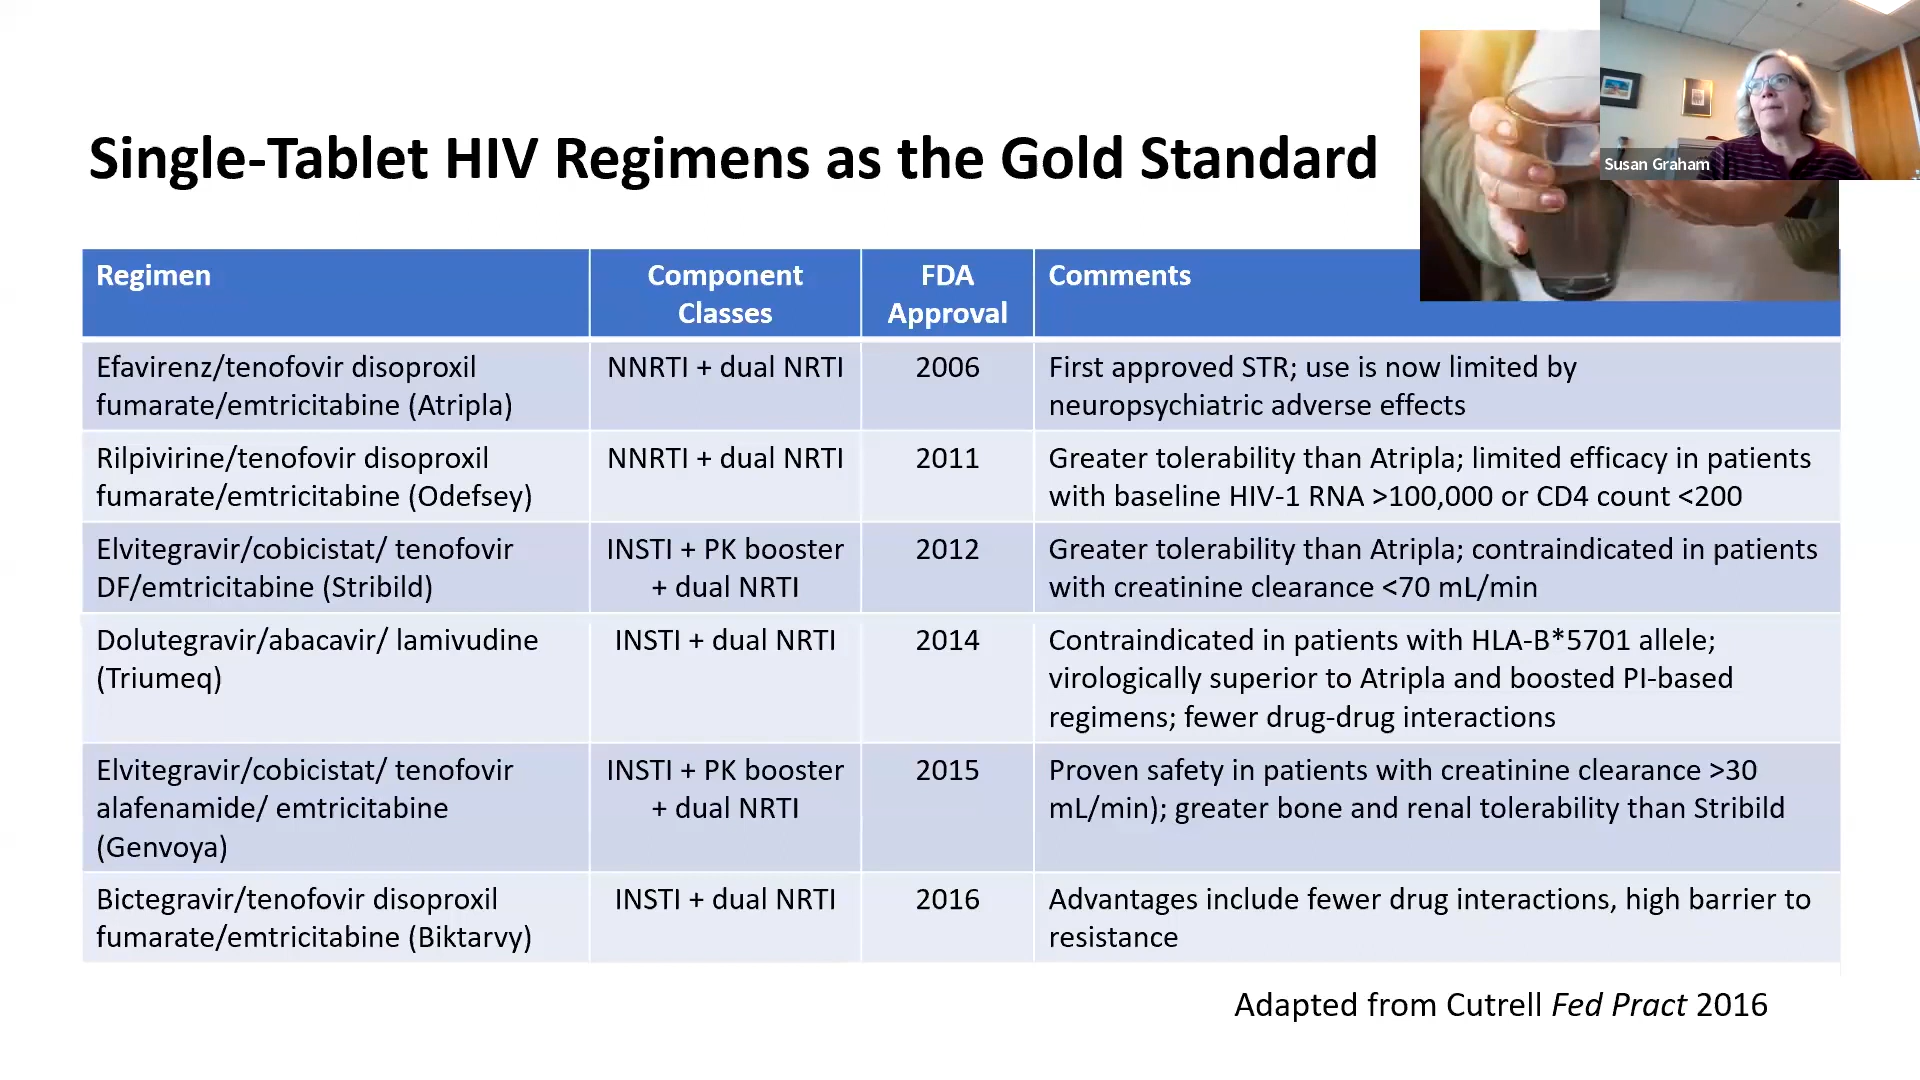 Susan Graham
Single-Tablet HIV Regimens as the Gold Standard
Regimen
Component
Classes
FDA
Approval
Comments
Efavirenz/tenofovir disoproxil
fumarate/emtricitabine (Atripla)
NNRTI + dual NRTI
2006
First approved STR; use is now limited by
neuropsychiatric adverse effects
Rilpivirine/tenofovir disoproxil
fumarate/emtricitabine (Odefsey)
NNRTI + dual NRTI
2011
Greater tolerability than Atripla; limited efficacy in patients
with baseline HIV-1 RNA >100,000 or CD4 count <200
Elvitegravir/cobicistat/ tenofovir
DF/emtricitabine (Stribild)
INSTI + PK booster
+ dual NRTI
2012
Greater tolerability than Atripla; contraindicated in patients
with creatinine clearance <70 mL/min
Dolutegravir/abacavir/ lamivudine
(Triumeq)
INSTI + dual NRTI
2014
Contraindicated in patients with HLA-B*5701 allele;
virologically superior to Atripla and boosted PI-based
regimens; fewer drug-drug interactions
Elvitegravir/cobicistat/ tenofovir
alafenamide/ emtricitabine
(Genvoya)
INSTI + PK booster
+ dual NRTI
2015
Proven safety in patients with creatinine clearance >30
mL/min); greater bone and renal tolerability than Stribild
Bictegravir/tenofovir disoproxil
fumarate/emtricitabine (Biktarvy)
INSTI + dual NRTI
2016
Advantages include fewer drug interactions, high barrier to
resistance
Adapted from Cutrell Fed Pract 2016